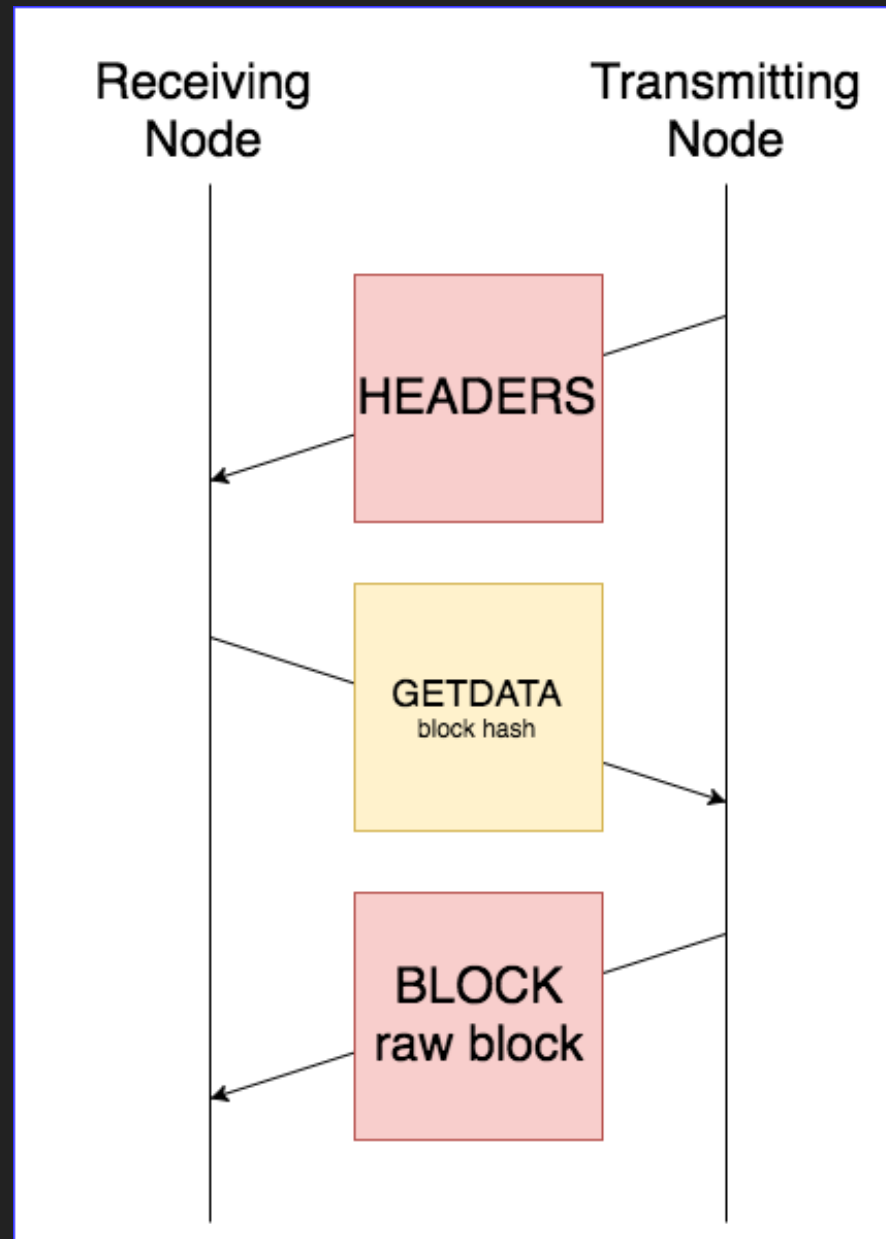 Receiving
Node
Transmitting
Node
HEADERS
GETDATA
block hash
BLOCK
raw block